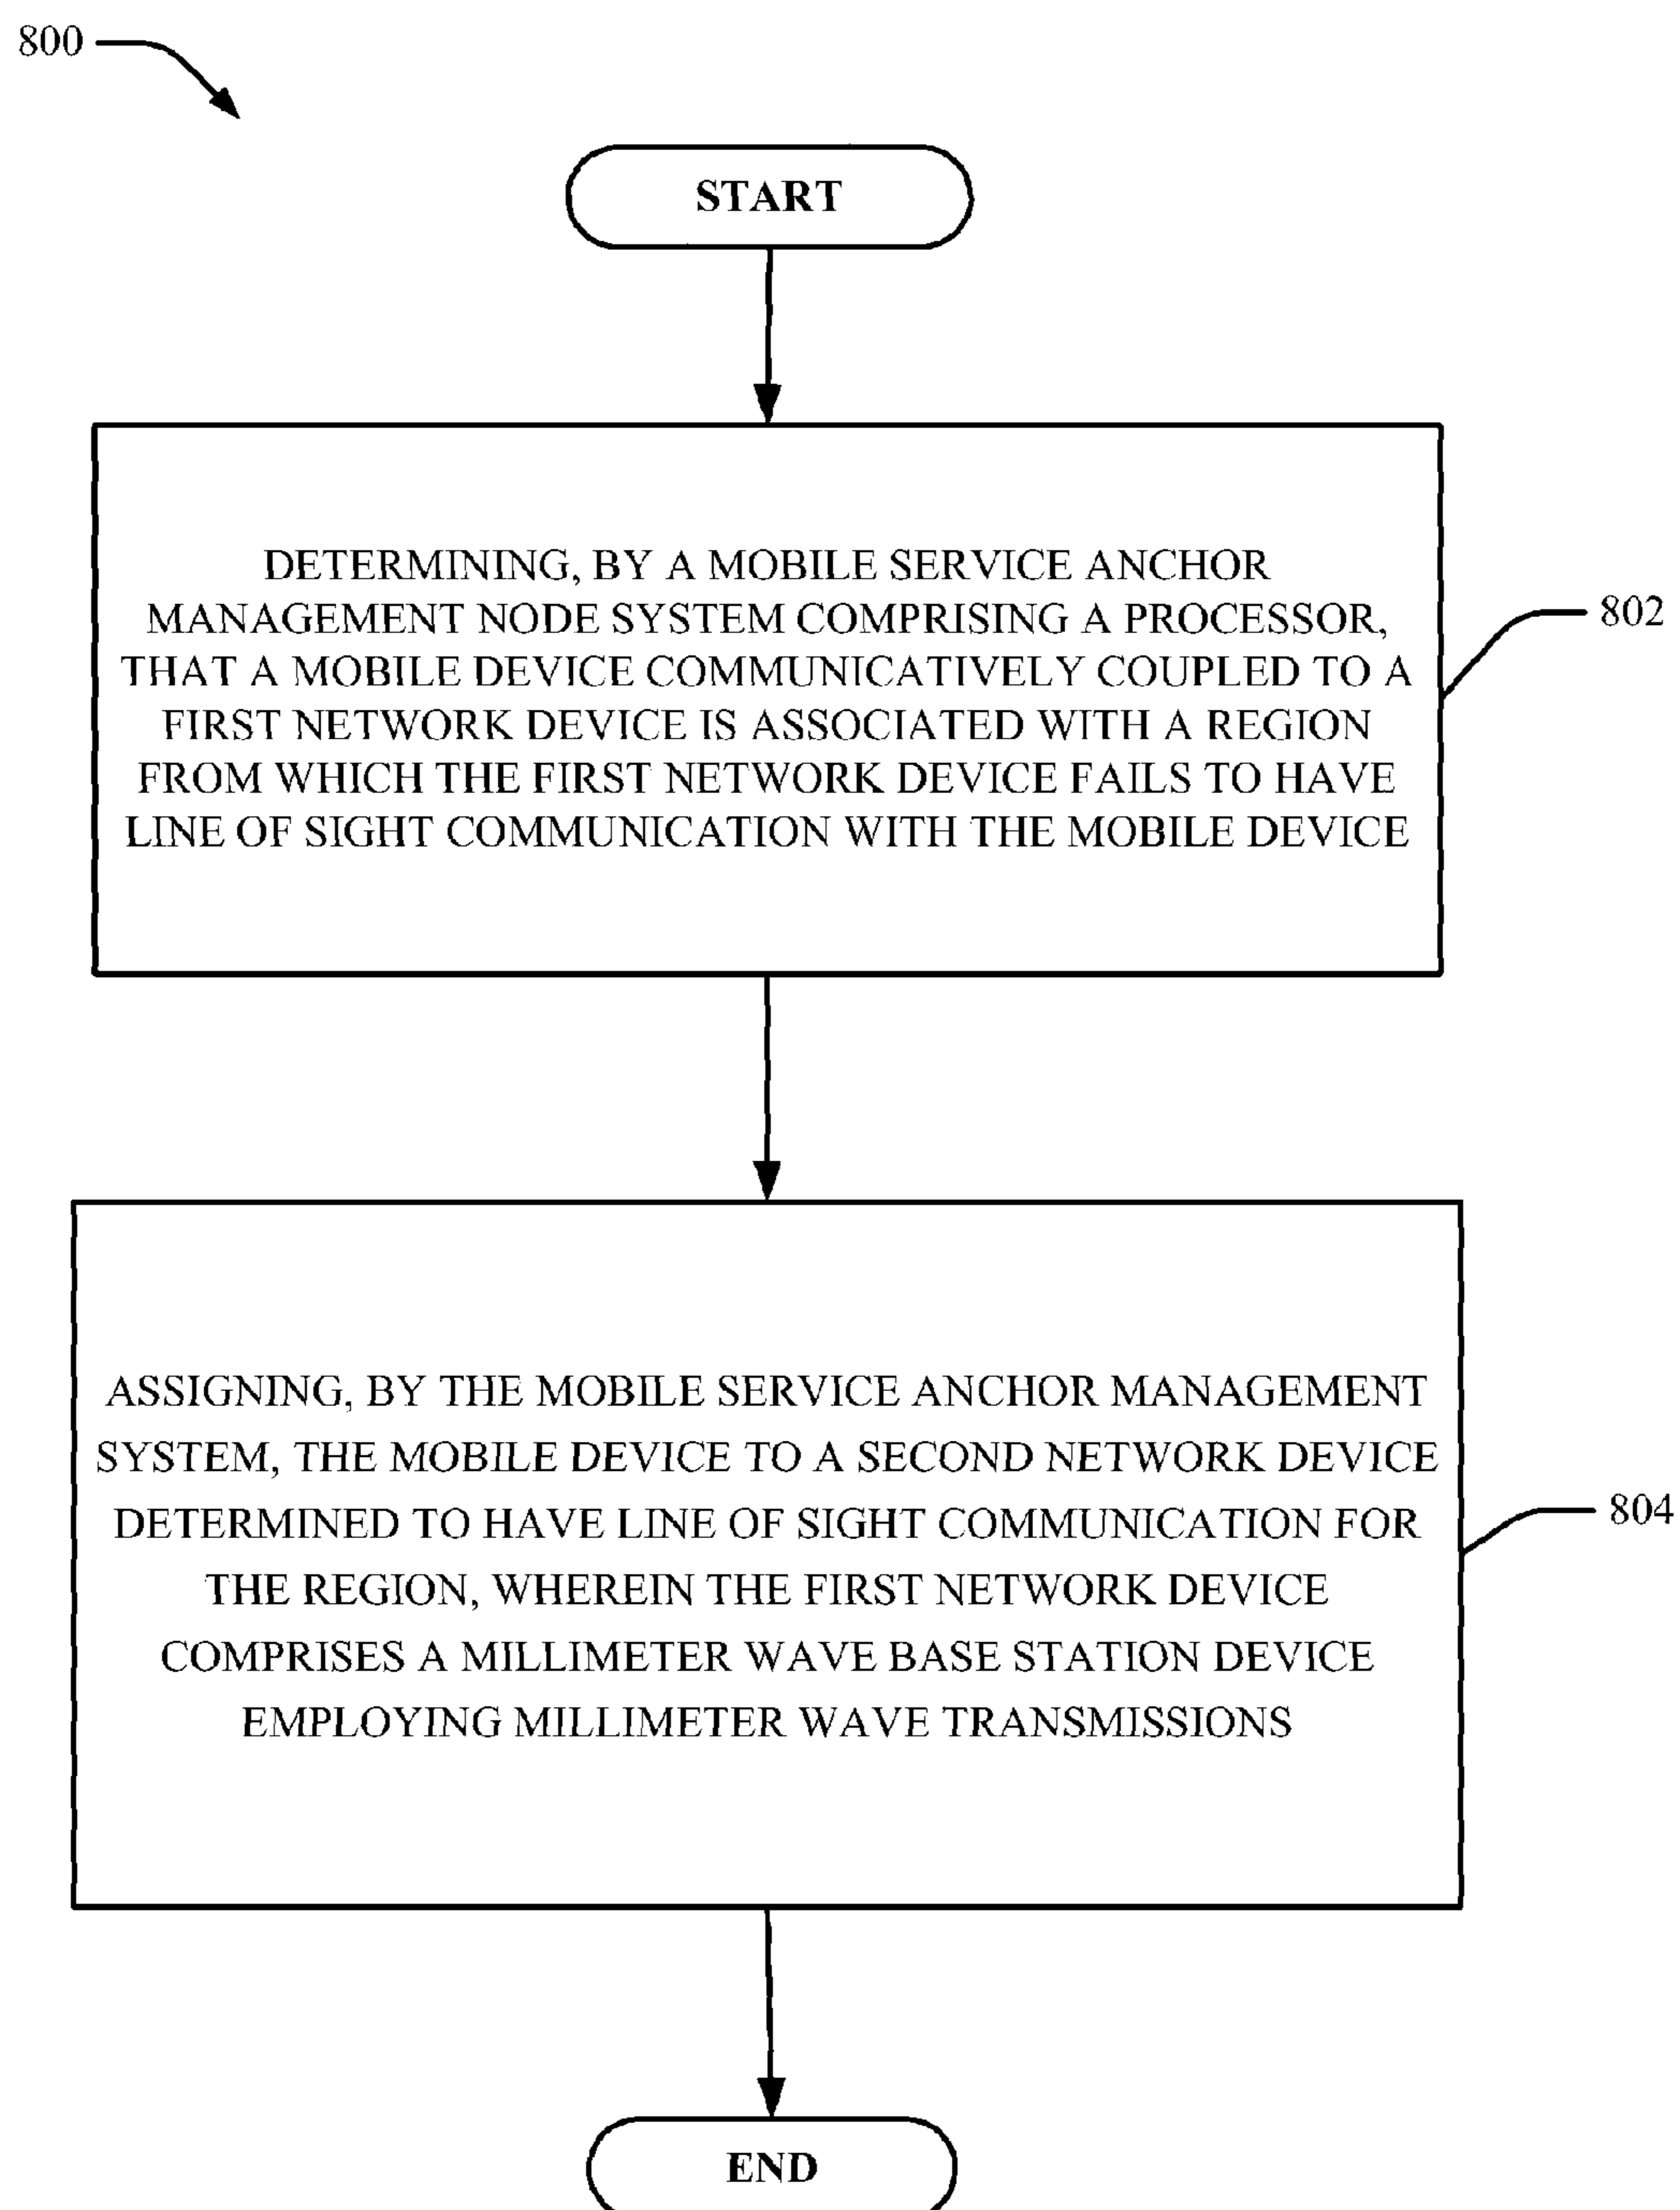 800
START
DETERMINING, BY A MOBILE SERVICE ANCHOR
MANAGEMENT NODE SYSTEM COMPRISING A PROCESSOR,
THAT A MOBILE DEVICE COMMUNICATIVELY COUPLED TO A
FIRST NETWORK DEVICE IS ASSOCIATED WITH A REGION
FROM WHICH THE FIRST NETWORK DEVICE FAILS TO HAVE
LINE OF SIGHT COMMUNICATION WITH THE MOBILE DEVICE
802
ASSIGNING, BY THE MOBILE SERVICE ANCHOR MANAGEMENT
SYSTEM, THE MOBILE DEVICE TO A SECOND NETWORK DEVICE
DETERMINED TO HAVE LINE OF SIGHT COMMUNICATION FOR
THE REGION, WHEREIN THE FIRST NETWORK DEVICE
COMPRISES A MILLIMETER WAVE BASE STATION DEVICE
EMPLOYING MILLIMETER WAVE TRANSMISSIONS
804
END